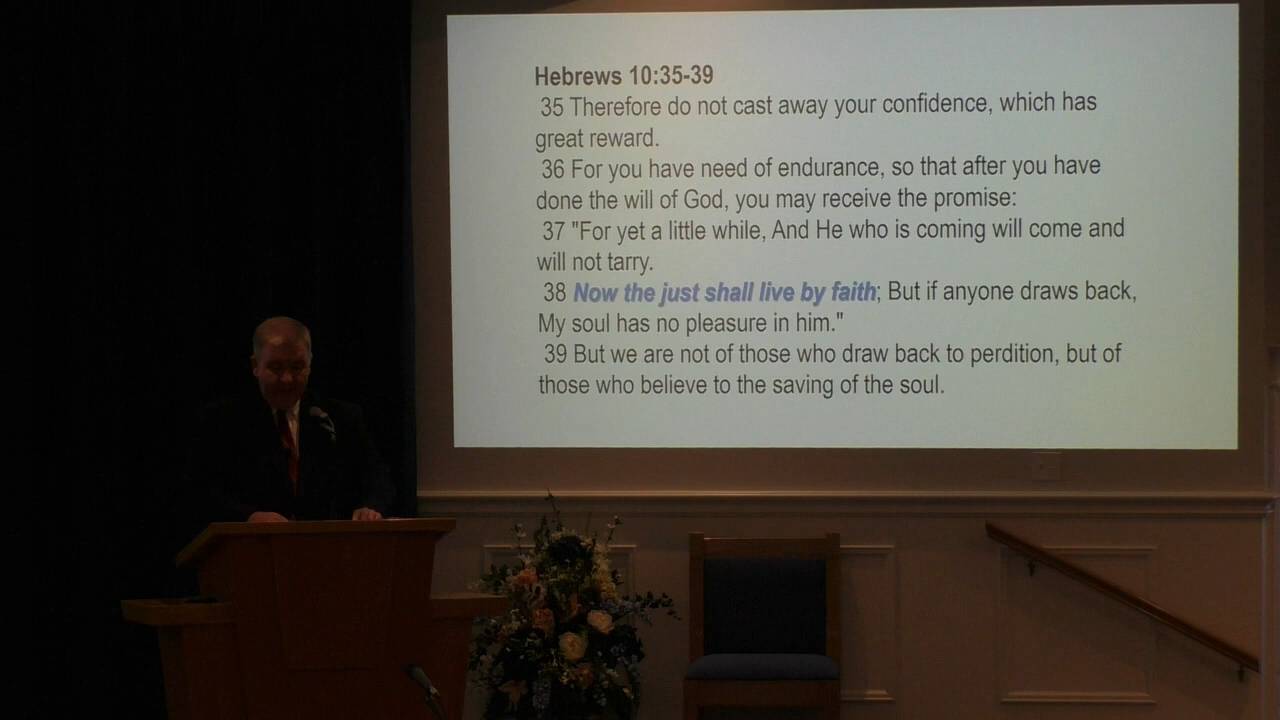 Hebrews 10:35-39
35 Therefore do not cast away your confidence, which has
great reward.
36 For you have need of endurance, so that after you have
done the will of God, you may receive the promise:
37 "For yet a little while, And He who is coming will come and
will not tarry.
38 Now the just shall live by faith; But if anyone draws back,
My soul has no pleasure in him."
39 But we are not of those who draw back to perdition, but of
those who believe to the saving of the soul.